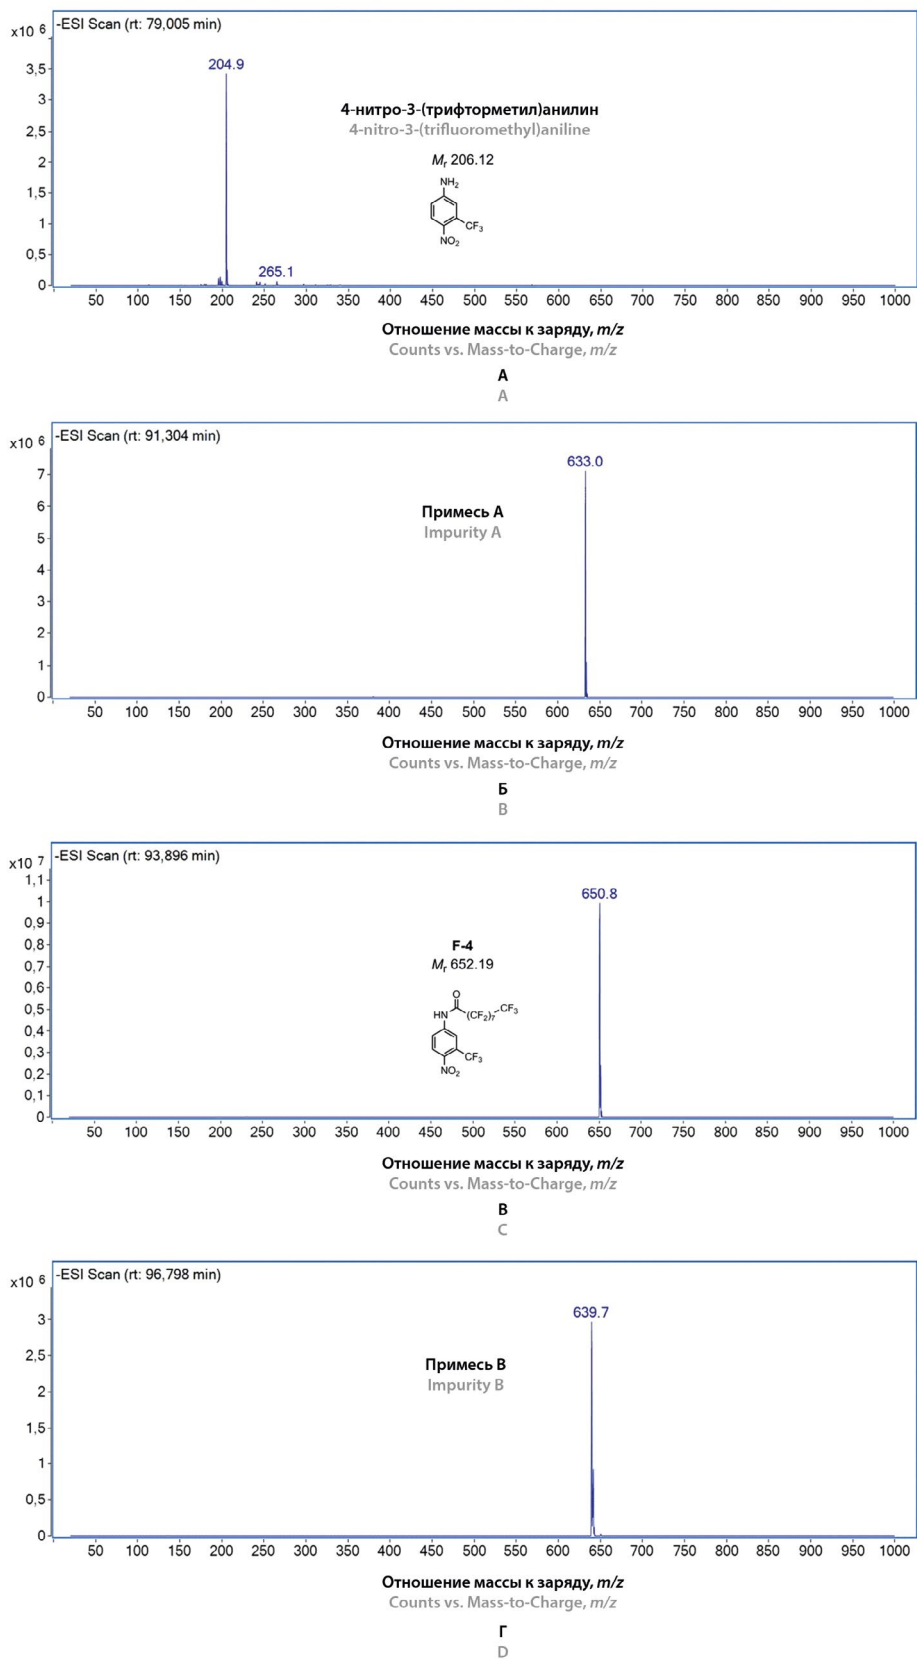 -ESI Scan (rt: 79,005 min)
x10 6
3,5
3
2,5
2
1,5
1
0,5
0
204.9
265.1
4-нитро-3-(трифторметил)анилин
4-nitro-3-(trifluoromethyl)aniline
Mr 206.12
NH2
CF3
NO2
50 100 150 200 250 300 350 400 450 500 550 600 650 700 750 800 850 900 950 1000
Отношение массы к заряду, m/z
Counts vs. Mass-to-Charge, m/z
А
A
-ESI Scan (rt: 91,304 min)
x10 6
7
6
5
4
3
2
1
0
633.0
Примесь А
Impurity A
50 100 150 200 250 300 350 400 450 500 550 600 650 700 750 800 850 900 950 1000
Отношение массы к заряду, m/z
Counts vs. Mass-to-Charge, m/z
Б
B
-ESI Scan (rt: 93,896 min)
x10 7
1,1
1
0,9
0,8
0,7
0,6
0,5
0,4
0,3
0,2
0,1
0
650.8
F-4
Mr 652.19
O
HN
(CF2)7
CF3
CF3
NO2
50 100 150 200 250 300 350 400 450 500 550 600 650 700 750 800 850 900 950 1000
Отношение массы к заряду, m/z
Counts vs. Mass-to-Charge, m/z
В
C
-ESI Scan (rt: 96,798 min)
x10 6
3
2,5
2
1,5
1
0,5
0
639.7
Примесь В
Impurity B
50 100 150 200 250 300 350 400 450 500 550 600 650 700 750 800 850 900 950 1000
Отношение массы к заряду, m/z
Counts vs. Mass-to-Charge, m/z
Г
D